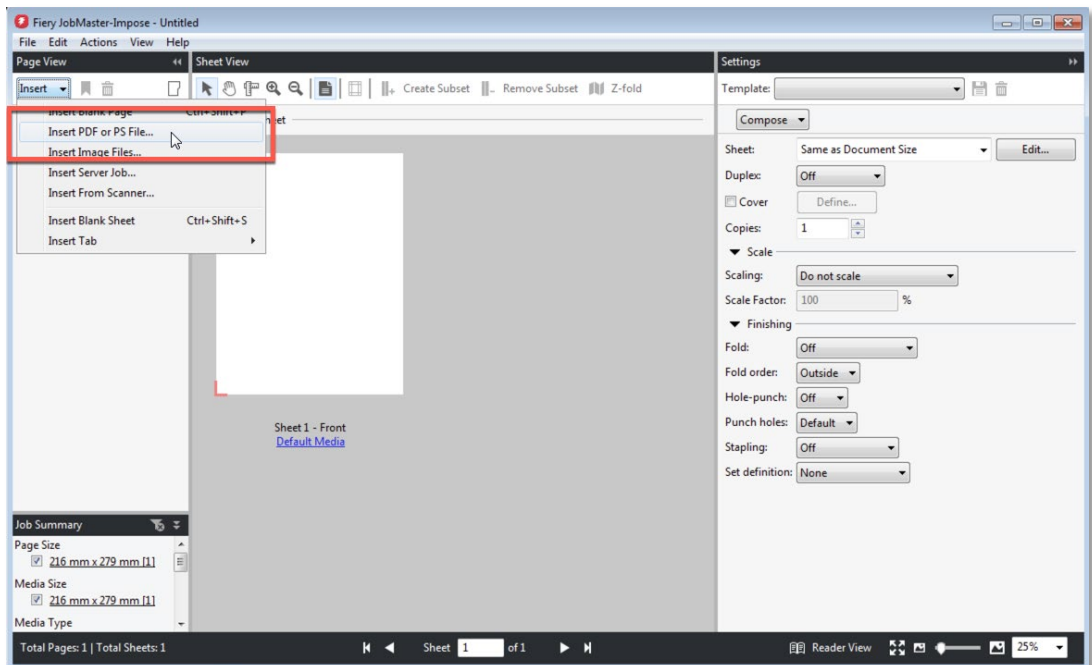 Fiery JobMaster-Impose - Untitled
File Edit Actions View Help
Page View
Sheet View
Settings
Insert
Create Subset
Remove Subset
Z-fold
Template:
Insert Blank Page Ctrl+Shift+P
Insert PDF or PS File...
Insert Image Files...
Insert Server Job...
Insert From Scanner...
Insert Blank Sheet Ctrl+Shift+S
Insert Tab
Compose
Sheet: Same as Document Size Edit...
Duplex: Off
Cover Define...
Copies: 1
Scale
Scaling: Do not scale
Scale Factor: 100 %
Finishing
Fold: Off
Fold order: Outside
Hole-punch: Off
Punch holes: Default
Stapling: Off
Set definition: None
Sheet 1 - Front
Default Media
Job Summary
Page Size
216 mm x 279 mm [1]
Media Size
216 mm x 279 mm [1]
Media Type
Total Pages: 1 | Total Sheets: 1
Sheet 1 of 1
Reader View
25%